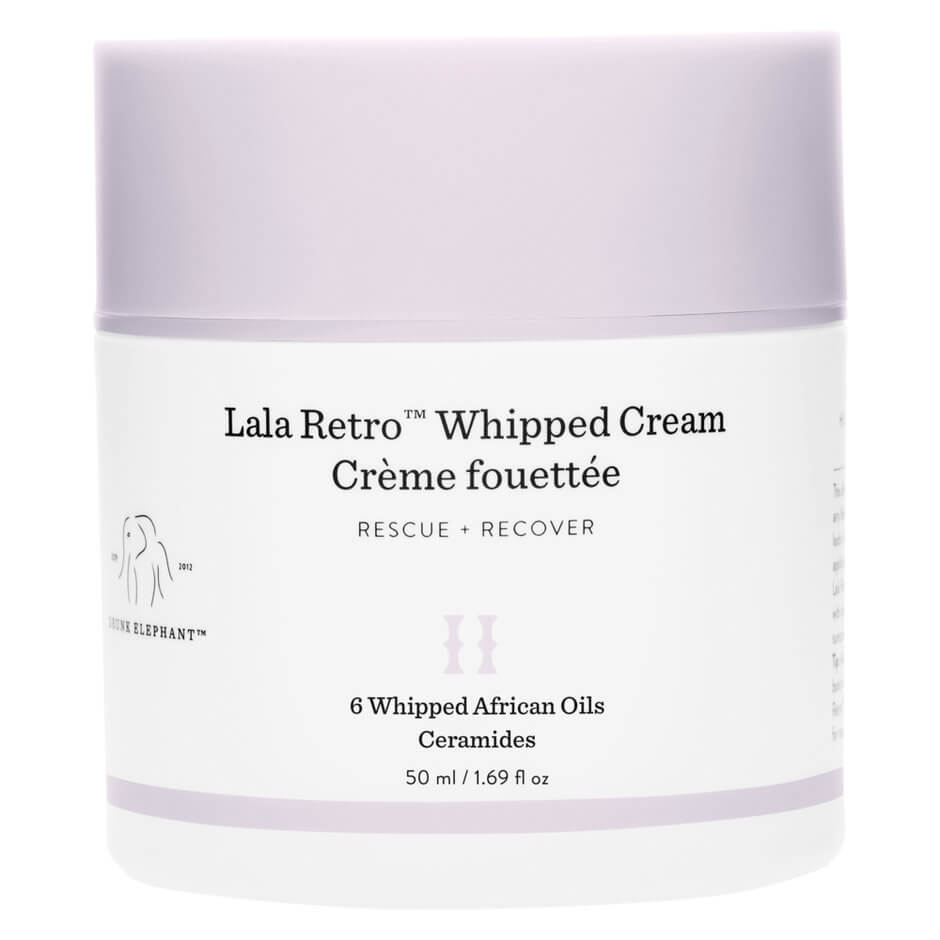 Lala Retro™ Whipped Cream
Crème fouettée
RESCUE + RECOVER
2012
ELEPHANT™
6 Whipped African Oils
Ceramides
50 ml / 1.69 fl oz